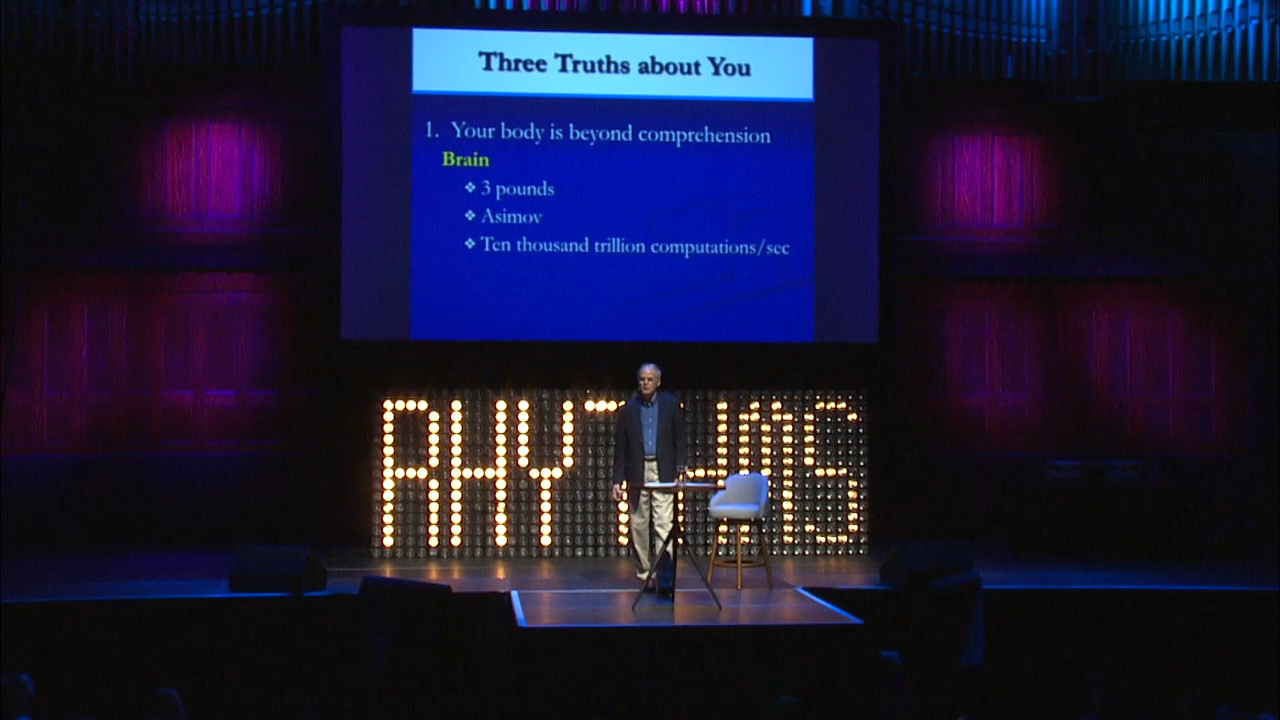 Three Truths about You
1. Your body is beyond comprehension
Brain
❖ 3 pounds
❖ Asimov
❖ Ten thousand trillion computations/sec
RHYTHMS